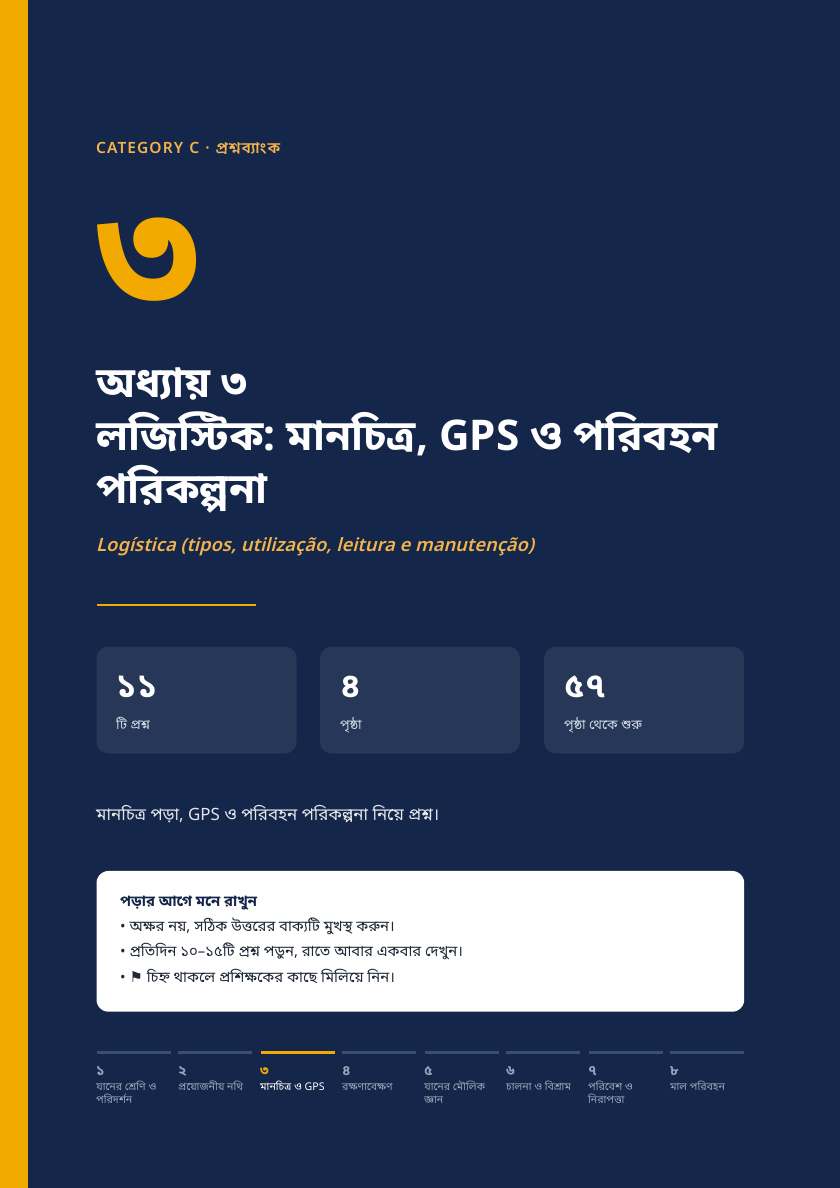 CATEGORY C · প্রশ্নব্যাংক
৩
অধ্যায় ৩
লজিস্টিক: মানচিত্র, GPS ও পরিবহন
পরিকল্পনা
Logística (tipos, utilização, leitura e manutenção)
১১
টি প্রশ্ন
৪
পৃষ্ঠা
৫৭
পৃষ্ঠা থেকে শুরু
মানচিত্র পড়া, GPS ও পরিবহন পরিকল্পনা নিয়ে প্রশ্ন।
পড়ার আগে মনে রাখুন
• অক্ষর নয়, সঠিক উত্তরের বাক্যটি মুখস্থ করুন।
• প্রতিদিন ১০–১৫টি প্রশ্ন পড়ুন, রাতে আবার একবার দেখুন।
• ⚑ চিহ্ন থাকলে প্রশিক্ষকের কাছে মিলিয়ে নিন।
১
যানের শ্রেণি ও
পরিদর্শন
২
প্রয়োজনীয় নথি
৩
মানচিত্র ও GPS
৪
রক্ষণাবেক্ষণ
৫
যানের মৌলিক
জ্ঞান
৬
চালনা ও বিশ্রাম
৭
পরিবেশ ও
নিরাপত্তা
৮
মাল পরিবহন